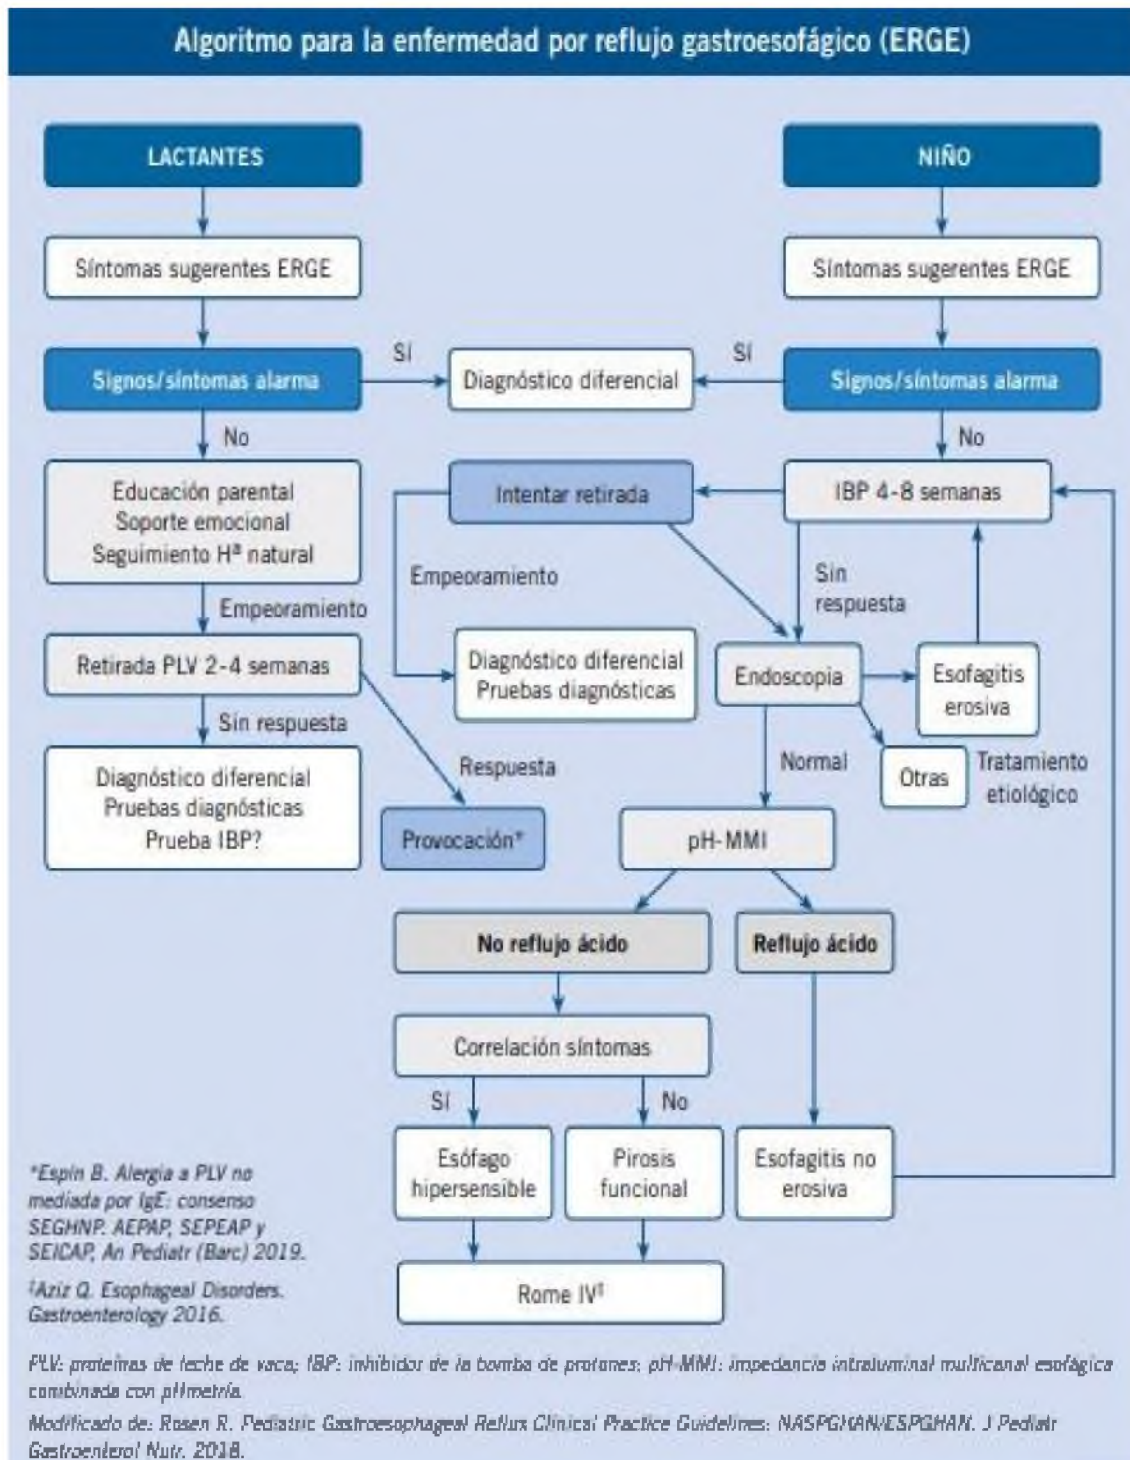 Algoritmo para la enfermedad por reflujo gastroesofágico (ERGE)
LACTANTES
NIÑO
Síntomas sugerentes ERGE
Síntomas sugerentes ERGE
Signos/síntomas alarma
Sí
Diagnóstico diferencial
Sí
Signos/síntomas alarma
No
No
Educación parental
Soporte emocional
Seguimiento Hª natural
Intentar retirada
IBP 4-8 semanas
Empeoramiento
Sin
respuesta
Empeoramiento
Retirada PLV 2-4 semanas
Diagnóstico diferencial
Pruebas diagnósticas
Endoscopia
Esofagitis
erosiva
Sin respuesta
Respuesta
Normal
Otras
Tratamiento
etiológico
Diagnóstico diferencial
Pruebas diagnósticas
Prueba IBP?
Provocación*
pH-MMI
No reflujo ácido
Reflujo ácido
Correlación síntomas
Sí
No
Esófago
hipersensible
Pirosis
funcional
Esofagitis no
erosiva
Rome IV‡
*Espín B. Alergia a PLV no
mediada por IgE: consenso
SEGHNP. AEPAP, SEPEAP y
SEICAP, An Pediatr (Barc) 2019.
‡Aziz Q. Esophageal Disorders.
Gastroenterology 2016.
PLV: proteínas de leche de vaca; IBP: inhibidor de la bomba de protones; pH-MMI: impedancia intraluminal multicanal esofágica
combinada con pHmetría.
Modificado de: Rosen R. Pediatric Gastroesophageal Reflux Clinical Practice Guidelines: NASPGHAN/ESPGHAN. J Pediatr
Gastroenterol Nutr. 2018.